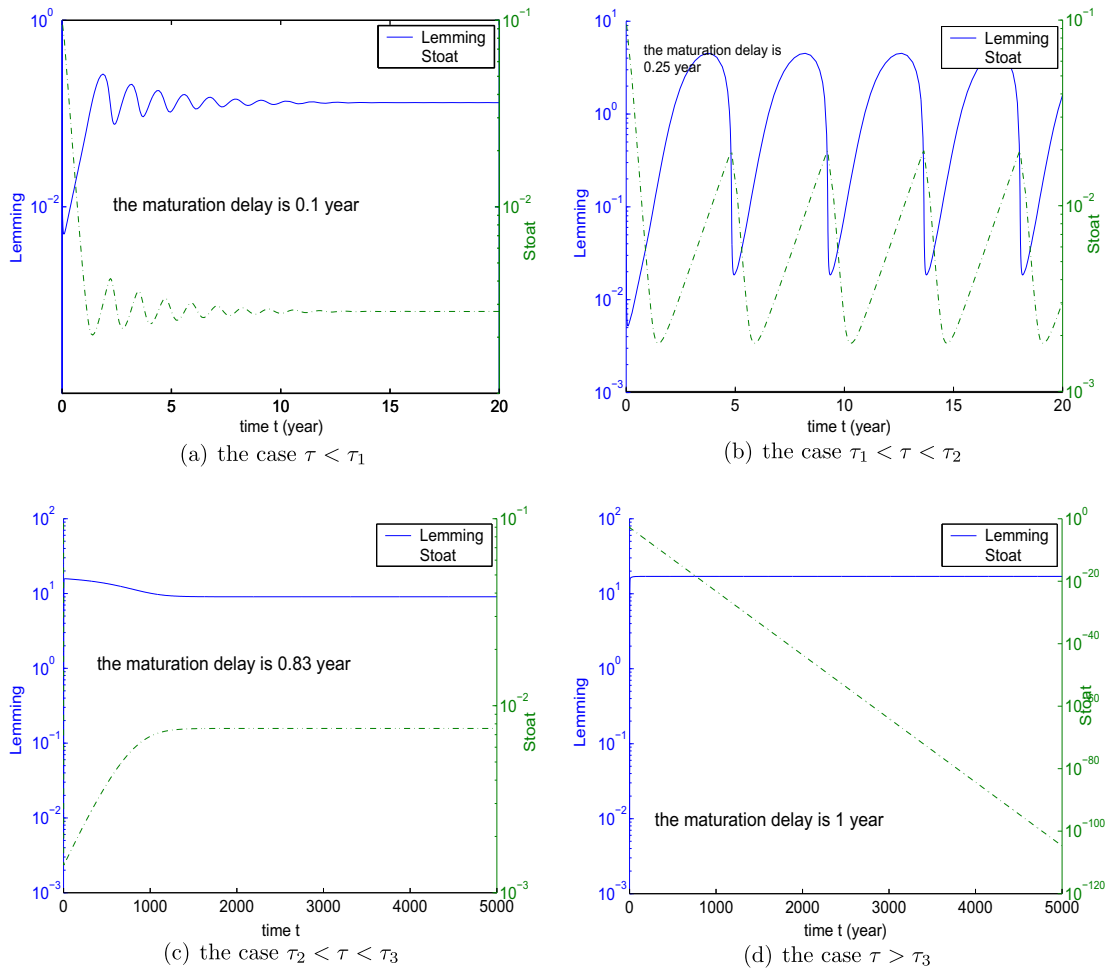 10^0
10^-1
Lemming
Stoat
10^-2
10^-2
Lemming
Stoat
the maturation delay is 0.1 year
0 5 10 15 20
time t (year)
(a) the case τ < τ1
10^2
10^-1
Lemming
Stoat
the maturation delay is
0.25 year
10^1
10^0
10^-1
10^-2
10^-3
10^-2
10^-3
Lemming
Stoat
0 5 10 15 20
time t (year)
(b) the case τ1 < τ < τ2
10^2
10^-1
Lemming
Stoat
10^1
10^0
10^-1
10^-2
10^-3
10^-2
10^-3
Lemming
Stoat
the maturation delay is 0.83 year
0 1000 2000 3000 4000 5000
time t
(c) the case τ2 < τ < τ3
10^2
10^0
Lemming
Stoat
10^1
10^0
10^-1
10^-2
10^-3
10^-20
10^-40
10^-60
10^-80
10^-100
10^-120
Lemming
Stoat
the maturation delay is 1 year
0 1000 2000 3000 4000 5000
time t (year)
(d) the case τ > τ3